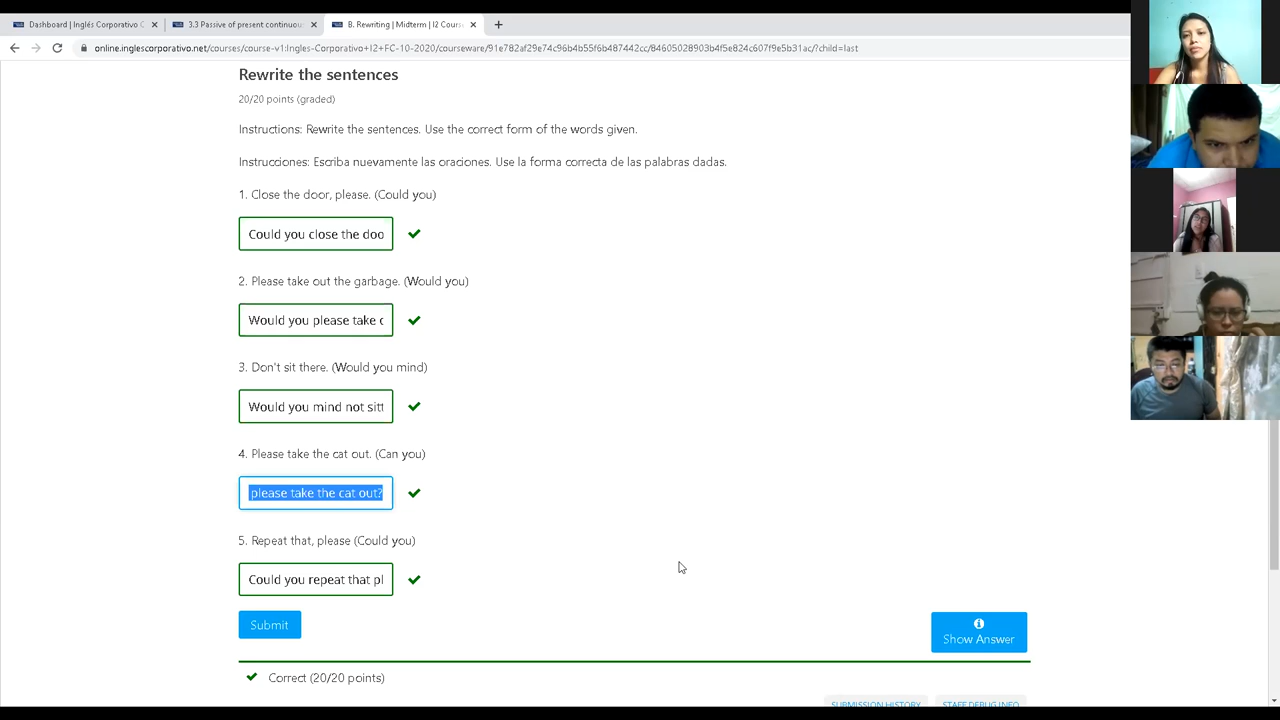 Dashboard | Inglés Corporativo C
3.3 Passive of present continuou
B. Rewriting | Midterm | I2 Cours
online.inglescorporativo.net/courses/course-v1:Ingles-Corporativo+I2+FC-10-2020/courseware/91e782af29e74c96b4b55f6b487442cc/84605028903b4f5e824c607f9e5b31ac/?child=last
Rewrite the sentences
20/20 points (graded)
Instructions: Rewrite the sentences. Use the correct form of the words given.
Instrucciones: Escriba nuevamente las oraciones. Use la forma correcta de las palabras dadas.
1. Close the door, please. (Could you)
Could you close the doo
2. Please take out the garbage. (Would you)
Would you please take
3. Don't sit there. (Would you mind)
Would you mind not sitt
4. Please take the cat out. (Can you)
please take the cat out?
5. Repeat that, please (Could you)
Could you repeat that pl
Submit
Show Answer
Correct (20/20 points)
SUBMISSION HISTORY
STAFF DEBUG INFO